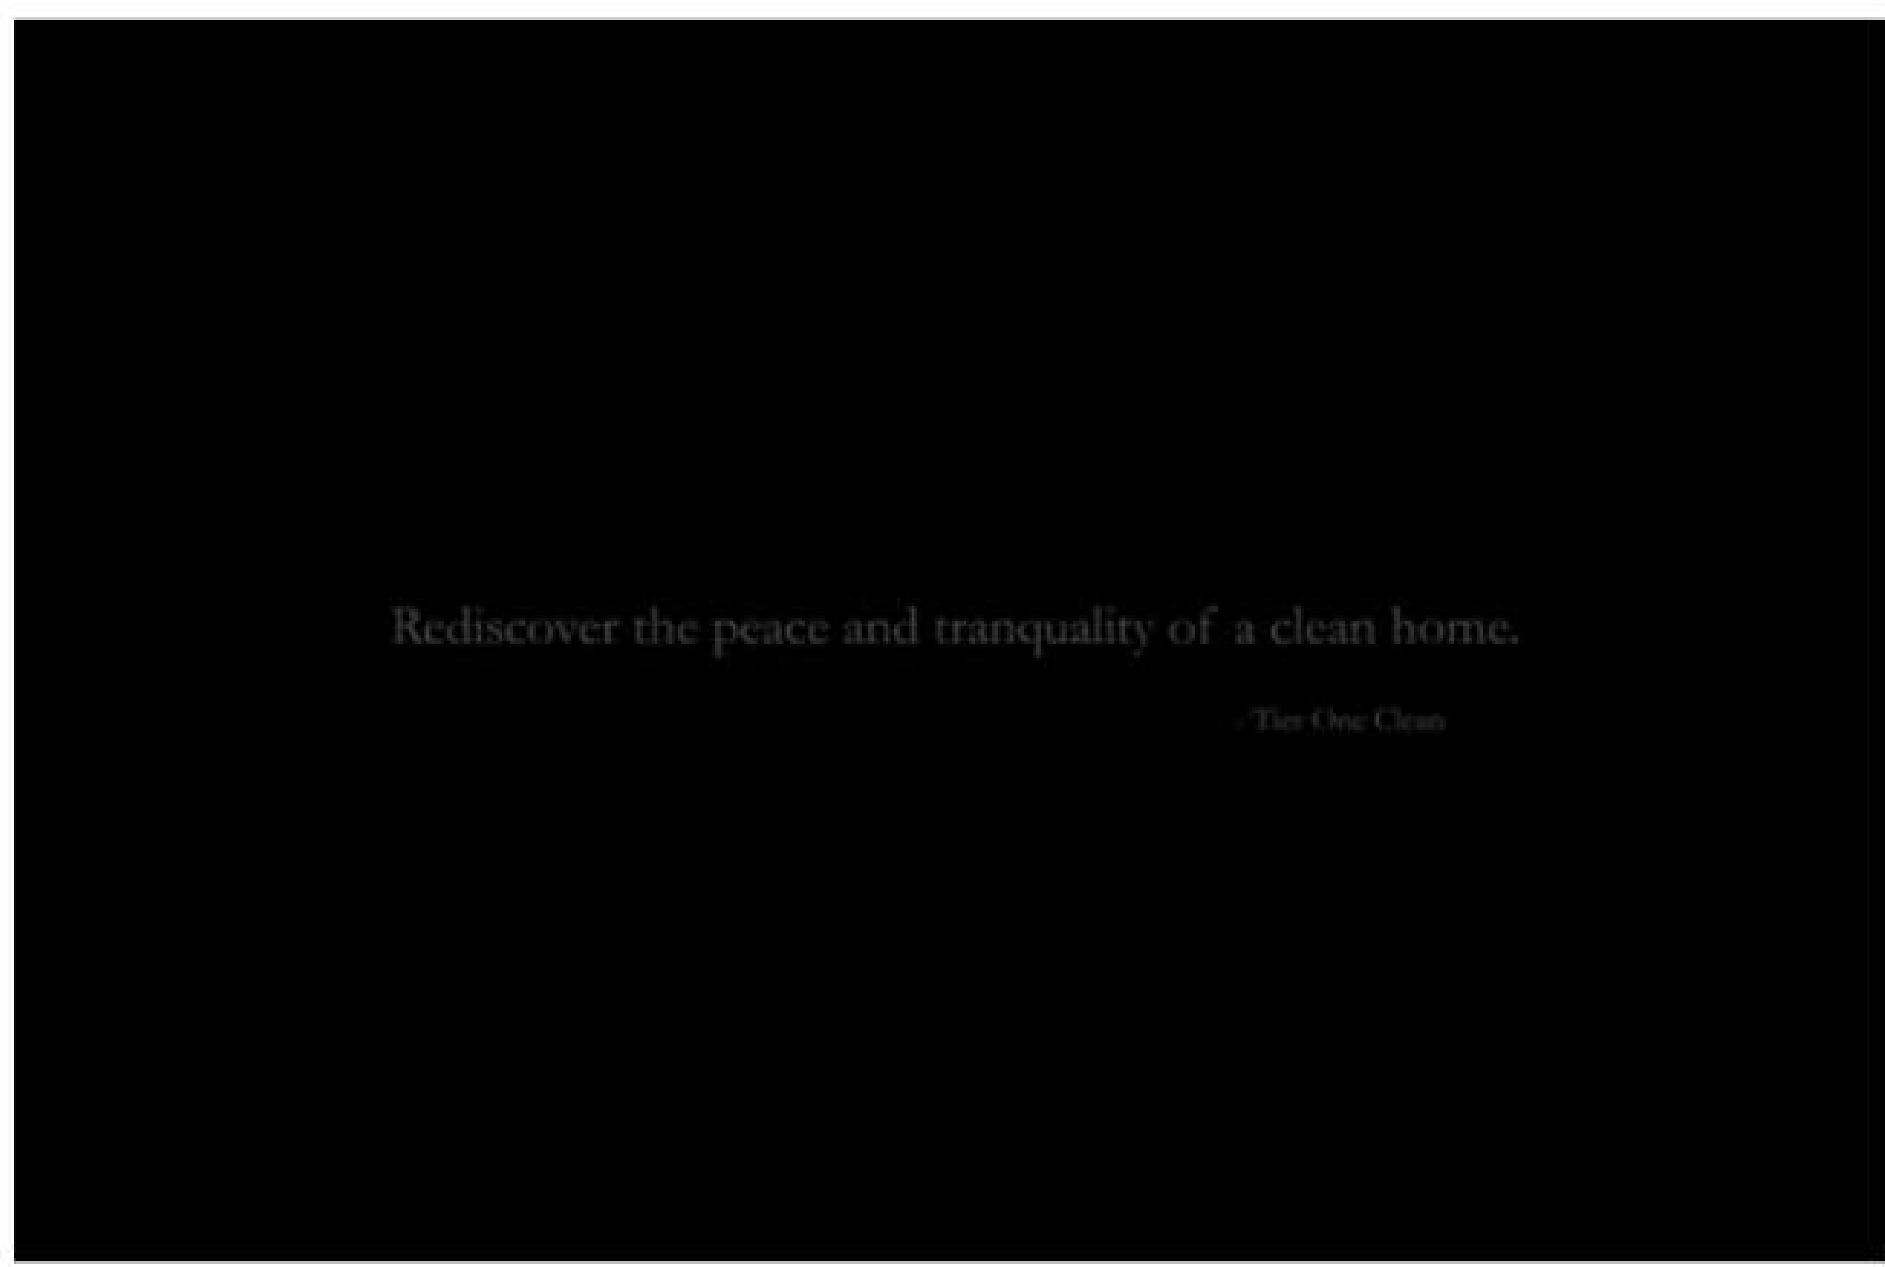 Rediscover the peace and tranquality of a clean home.
- Tier One Clean